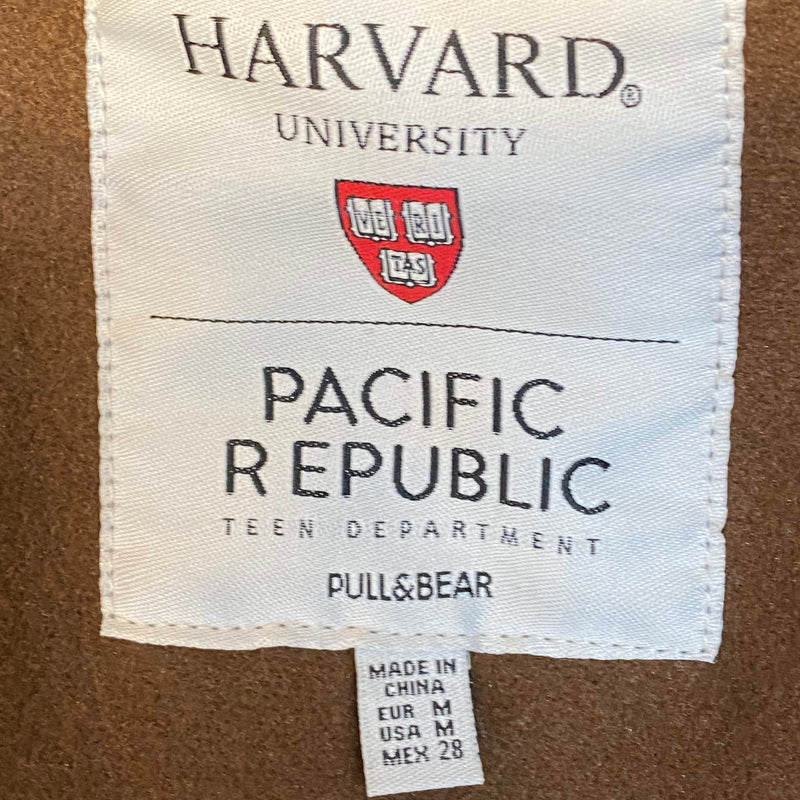 HARVARD®
UNIVERSITY
VE RI
TAS
PACIFIC
REPUBLIC
TEEN DEPARTMENT
PULL&BEAR
MADE IN
CHINA
EUR M
USA M
MEX 28